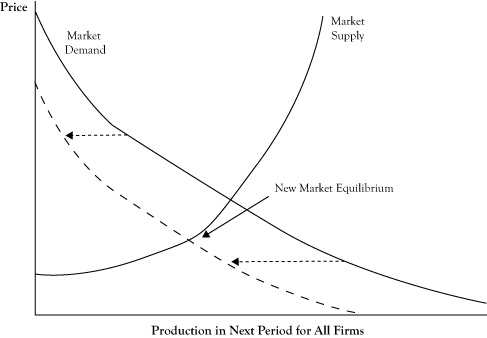 Price
Market
Demand
Market
Supply
New Market Equilibrium
Production in Next Period for All Firms